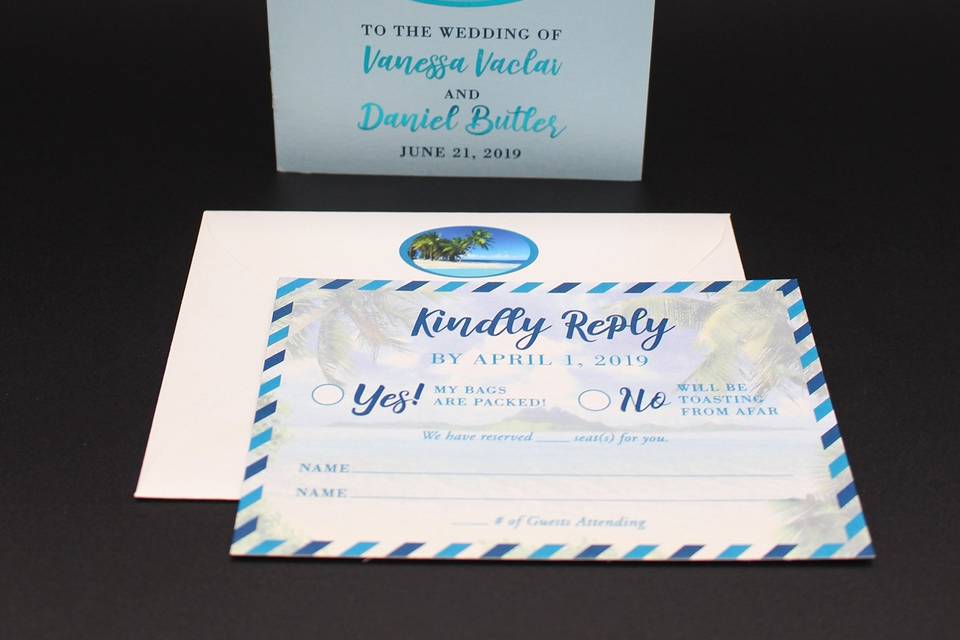 TO THE WEDDING OF
Vanessa Vaclav
AND
Daniel Butler
JUNE 21, 2019
Kindly Reply
BY APRIL 1, 2019
Yes! MY BAGS
ARE PACKED!
No WILL BE
TOASTING
FROM AFAR
We have reserved ____ seat(s) for you.
NAME
NAME
____ # of Guests Attending